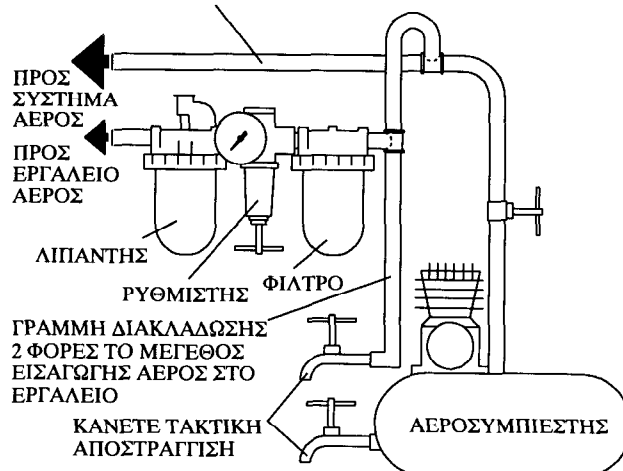 ΠΡΟΣ
ΣΥΣΤΗΜΑ
ΑΕΡΟΣ
ΠΡΟΣ
ΕΡΓΑΛΕΙΟ
ΑΕΡΟΣ
ΛΙΠΑΝΤΗΣ
ΡΥΘΜΙΣΤΗΣ
ΦΙΛΤΡΟ
ΓΡΑΜΜΗ ΔΙΑΚΛΑΔΩΣΗΣ
2 ΦΟΡΕΣ ΤΟ ΜΕΓΕΘΟΣ
ΕΙΣΑΓΩΓΗΣ ΑΕΡΟΣ ΣΤΟ
ΕΡΓΑΛΕΙΟ
ΚΑΝΕΤΕ ΤΑΚΤΙΚΗ
ΑΠΟΣΤΡΑΓΓΙΣΗ
ΑΕΡΟΣΥΜΠΙΕΣΤΗΣ